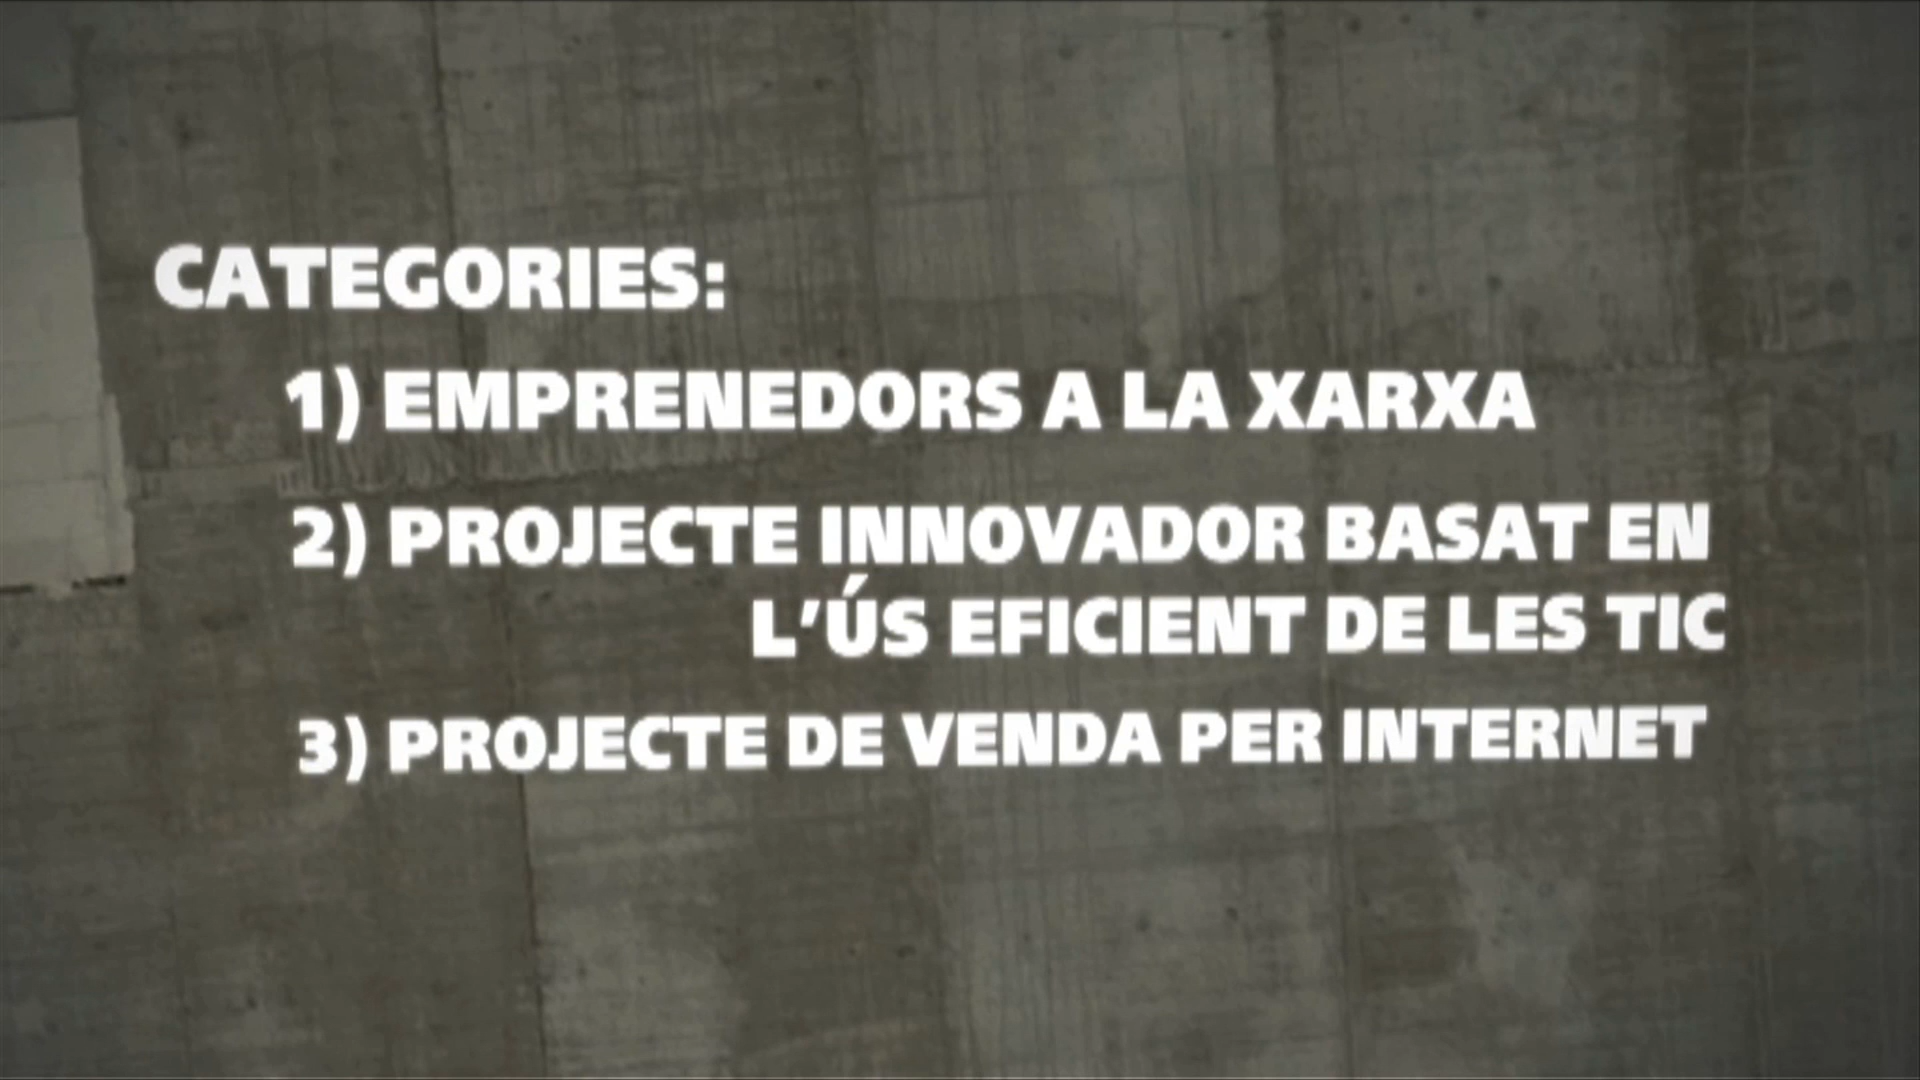 CATEGORIES:
1) EMPRENEDORS A LA XARXA
2) PROJECTE INNOVADOR BASAT EN
L'ÚS EFICIENT DE LES TIC
3) PROJECTE DE VENDA PER INTERNET